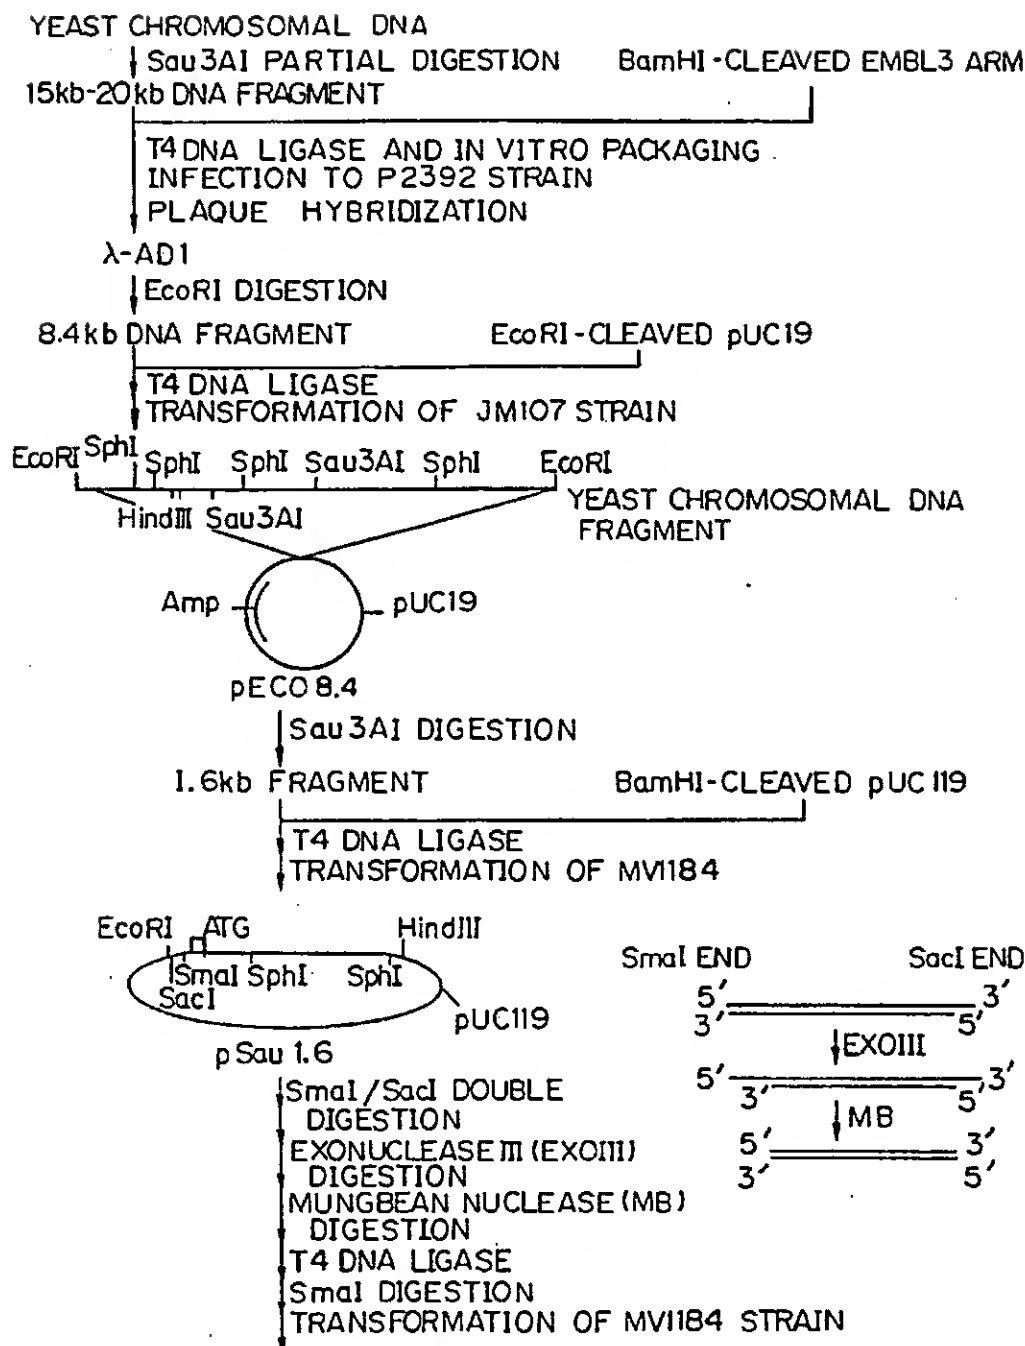 YEAST CHROMOSOMAL DNA
Sau3AI PARTIAL DIGESTION
BamHI-CLEAVED EMBL3 ARM
15kb-20kb DNA FRAGMENT
T4 DNA LIGASE AND IN VITRO PACKAGING
INFECTION TO P2392 STRAIN
PLAQUE HYBRIDIZATION
λ-AD1
EcoRI DIGESTION
8.4kb DNA FRAGMENT
EcoRI-CLEAVED pUC19
T4 DNA LIGASE
TRANSFORMATION OF JM107 STRAIN
EcoRI SphI SphI SphI Sau3AI SphI EcoRI
HindIII Sau3AI
YEAST CHROMOSOMAL DNA
FRAGMENT
Amp
pUC19
pECO 8.4
Sau3AI DIGESTION
1.6kb FRAGMENT
BamHI-CLEAVED pUC119
T4 DNA LIGASE
TRANSFORMATION OF MV1184
EcoRI ATG HindIII
SmaI SphI SphI
SacI
pUC119
pSau 1.6
SmaI END SacI END
5′ 3′
3′ 5′
EXOIII
5′ 3′
3′ 5′
MB
5′ 3′
3′ 5′
SmaI/SacI DOUBLE
DIGESTION
EXONUCLEASE III (EXOIII)
DIGESTION
MUNGBEAN NUCLEASE (MB)
DIGESTION
T4 DNA LIGASE
SmaI DIGESTION
TRANSFORMATION OF MV1184 STRAIN